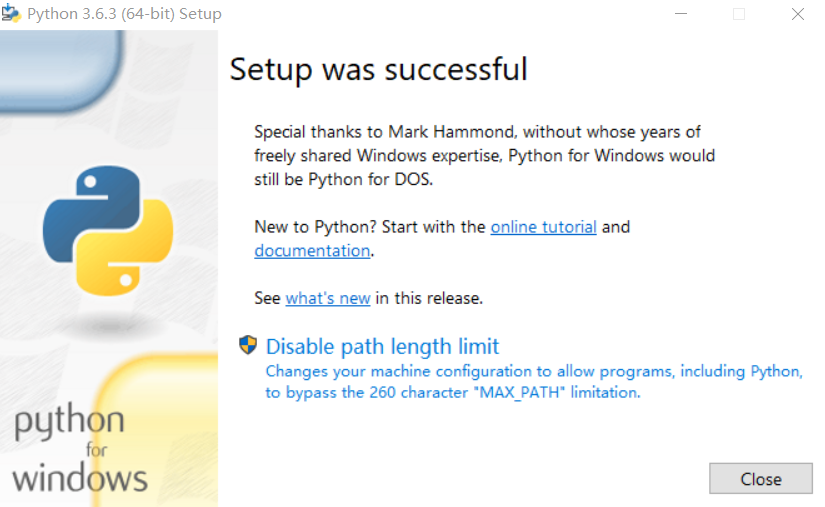 Python 3.6.3 (64-bit) Setup
Setup was successful
Special thanks to Mark Hammond, without whose years of
freely shared Windows expertise, Python for Windows would
still be Python for DOS.
New to Python? Start with the online tutorial and
documentation.
See what's new in this release.
Disable path length limit
Changes your machine configuration to allow programs, including Python,
to bypass the 260 character "MAX_PATH" limitation.
python
for
windows
Close